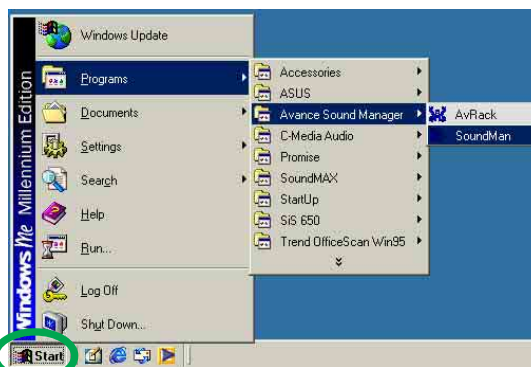 Windows Me Millennium Edition
Windows Update
Programs
Documents
Settings
Search
Help
Run...
Log Off
Shut Down...
Accessories
ASUS
Avance Sound Manager
C-Media Audio
Promise
SoundMAX
StartUp
SiS 650
Trend OfficeScan Win95
AvRack
SoundMan
Start